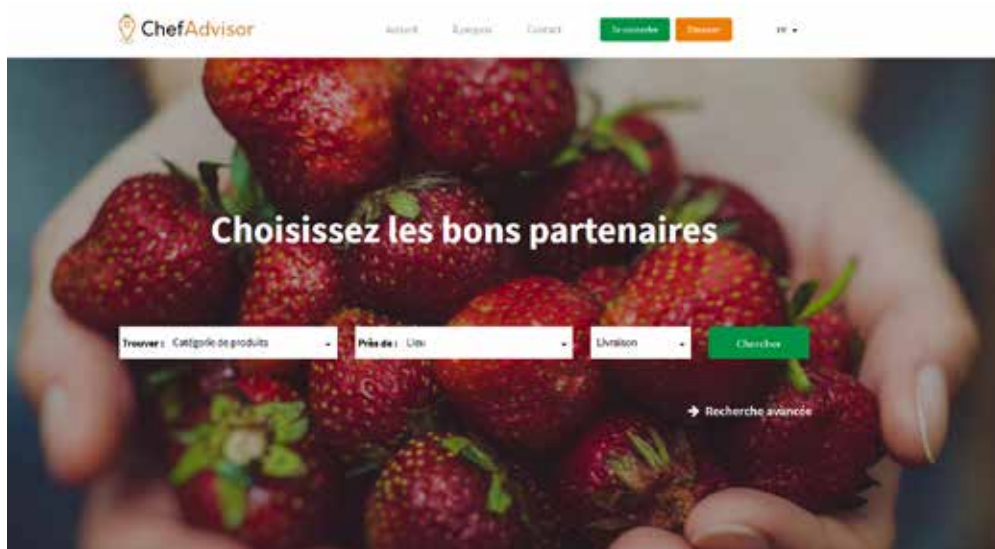 ChefAdvisor
Accueil À propos Contact Se connecter FR
Choisissez les bons partenaires
Trouver : Catégorie de produits Près de : Lieu Livraison Chercher
→ Recherche avancée